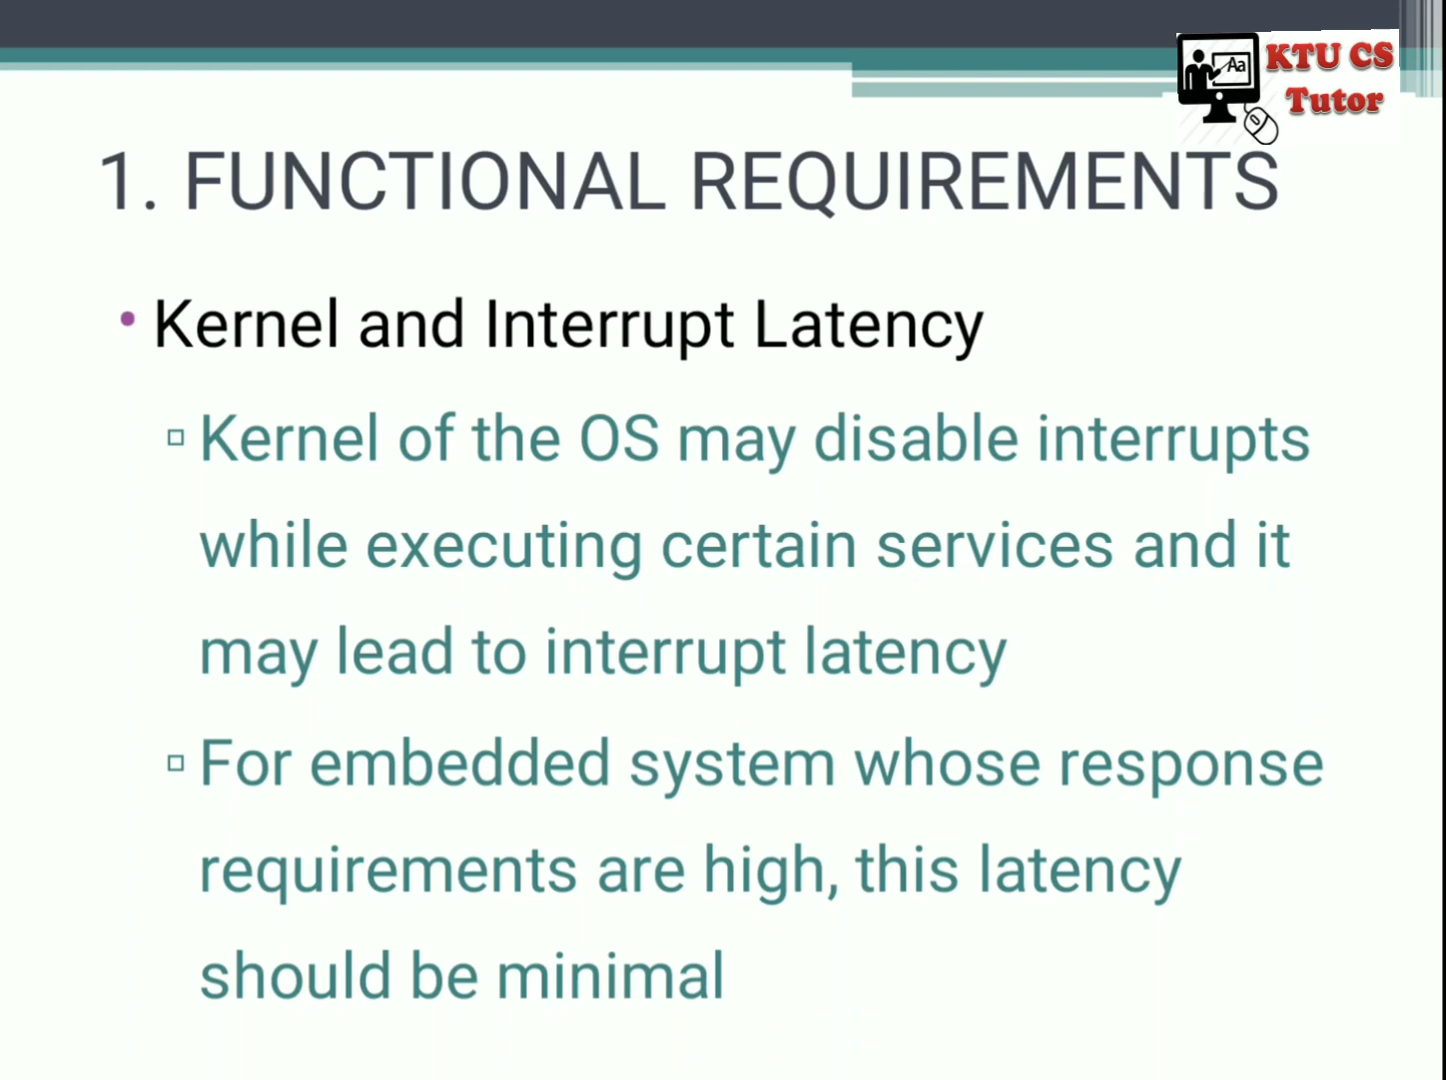 Aa
KTU CS
Tutor
1. FUNCTIONAL REQUIREMENTS
• Kernel and Interrupt Latency
▫ Kernel of the OS may disable interrupts
while executing certain services and it
may lead to interrupt latency
▫ For embedded system whose response
requirements are high, this latency
should be minimal